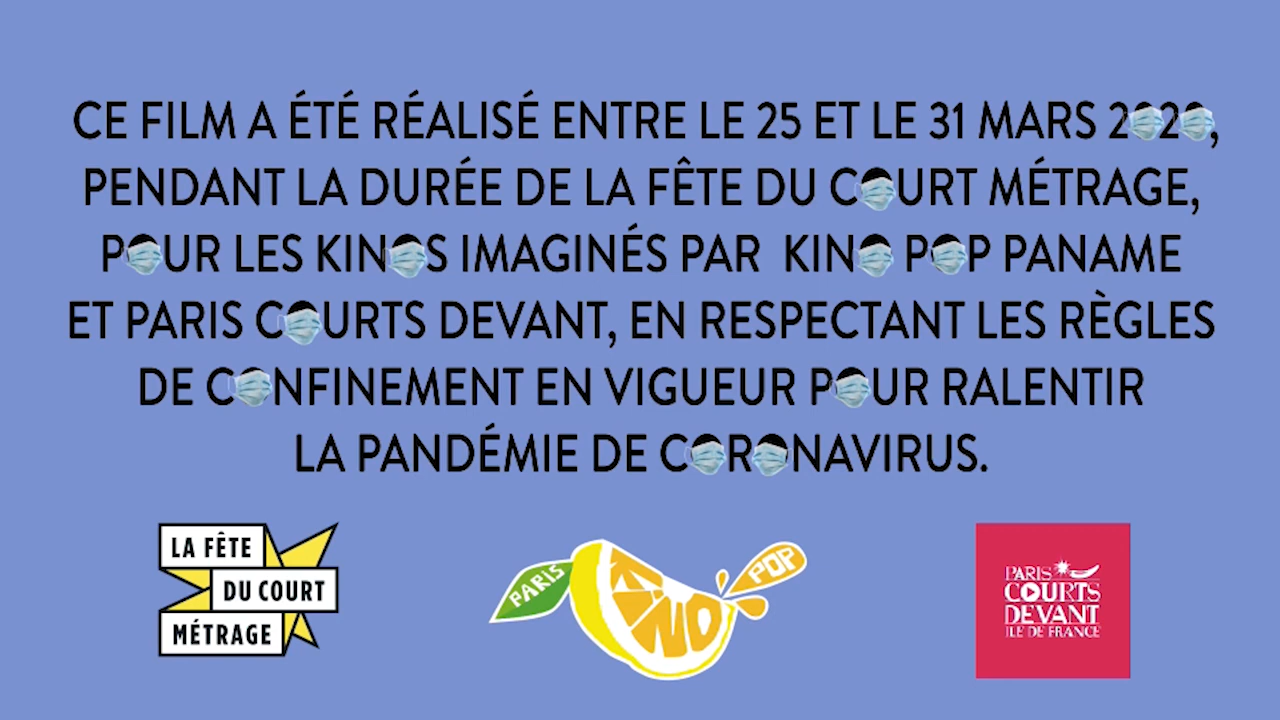 CE FILM A ÉTÉ RÉALISÉ ENTRE LE 25 ET LE 31 MARS 2020,
PENDANT LA DURÉE DE LA FÊTE DU COURT MÉTRAGE,
POUR LES KINOS IMAGINÉS PAR KINO POP PANAME
ET PARIS COURTS DEVANT, EN RESPECTANT LES RÈGLES
DE CONFINEMENT EN VIGUEUR POUR RALENTIR
LA PANDÉMIE DE CORONAVIRUS.
LA FÊTE
DU COURT
MÉTRAGE
PARIS
KINO
POP
PARIS
COURTS
DEVANT
ILE DE FRANCE